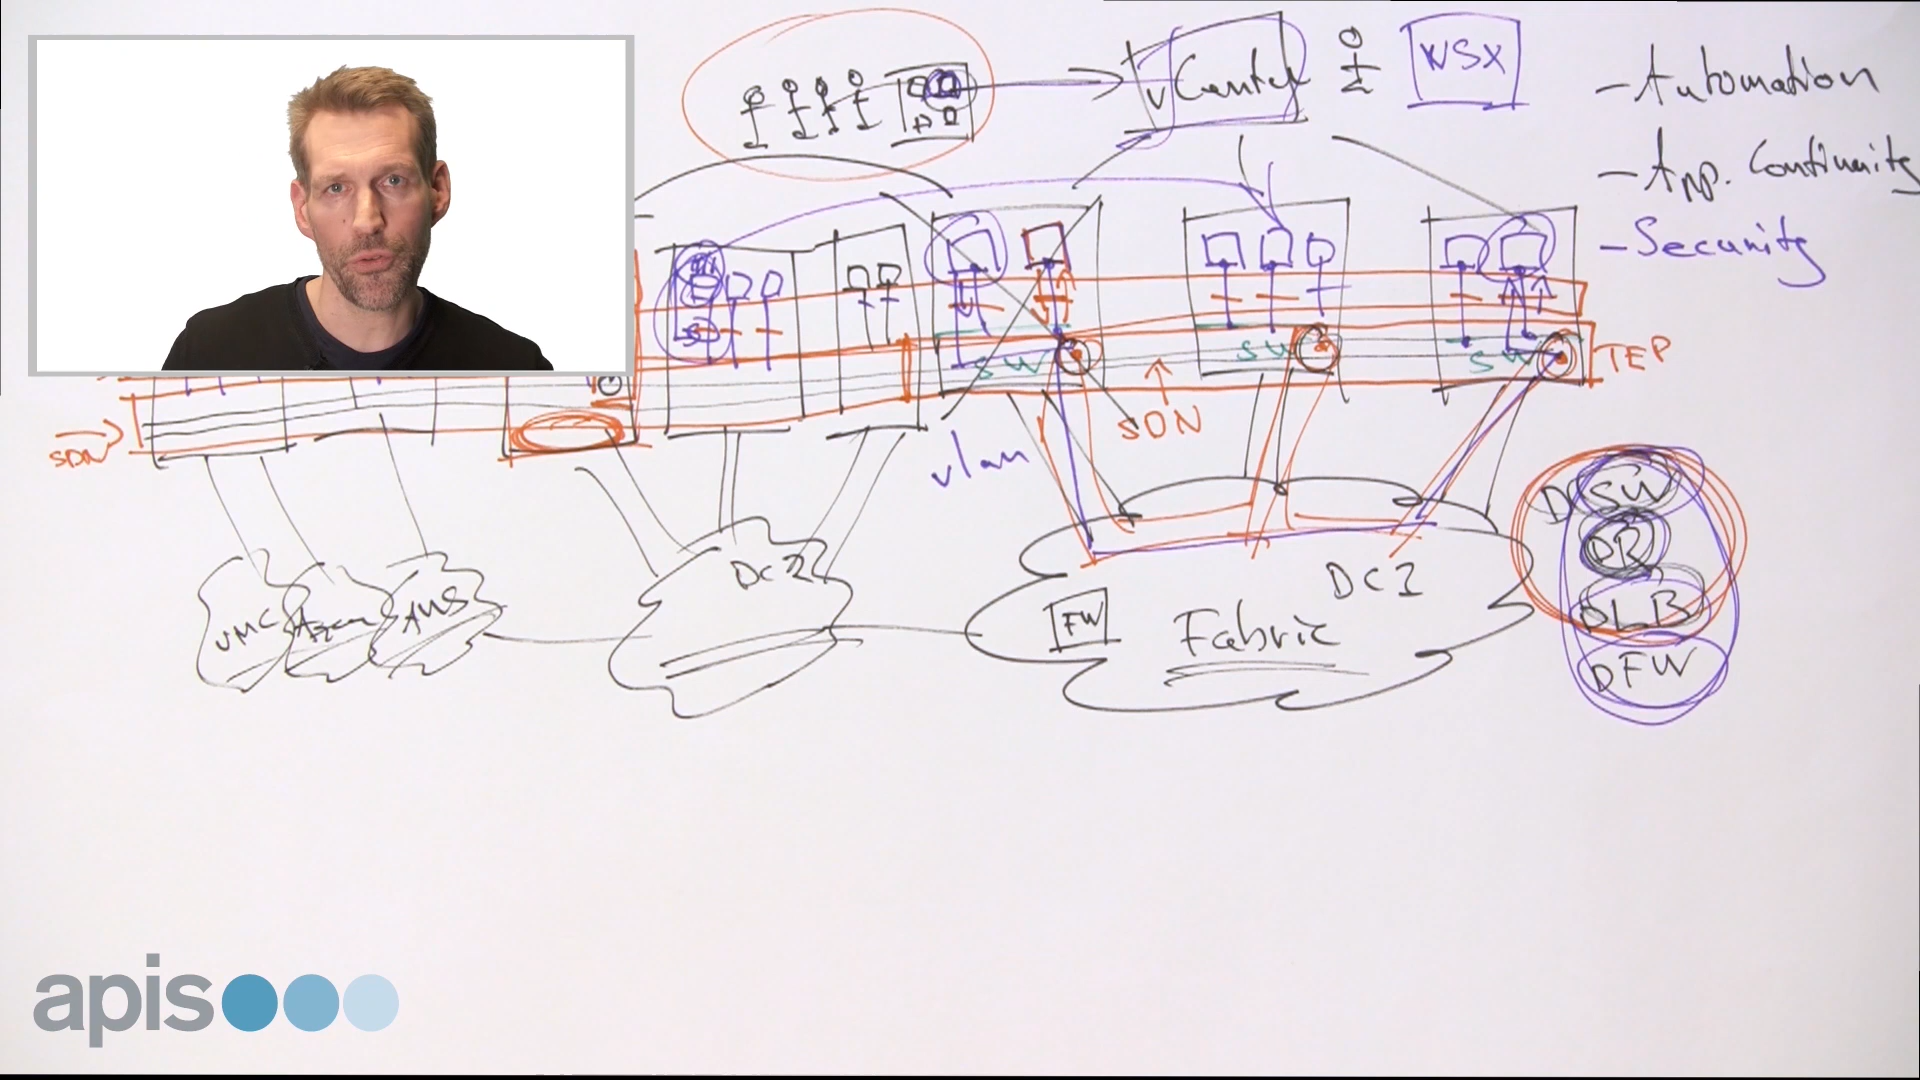 vCenter
NSX
- Automation
- App. Continuity
- Security
SW
SW
SW
TEP
SDN
SDN
vlan
DSW
DR
DLB
DFW
VMC
Azure
AWS
DC2
DC1
FW
Fabric
apis